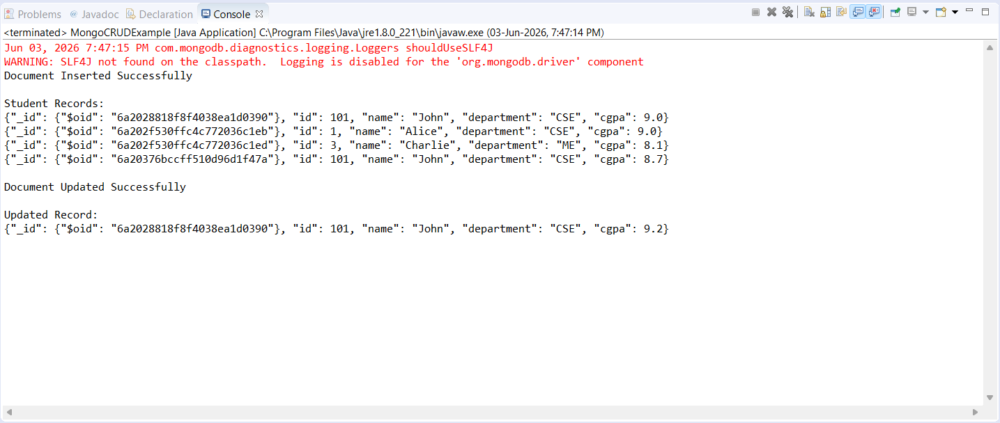 Problems @ Javadoc Declaration Console
<terminated> MongoCRUDExample [Java Application] C:\Program Files\Java\jre1.8.0_221\bin\javaw.exe (03-Jun-2026, 7:47:14 PM)
Jun 03, 2026 7:47:15 PM com.mongodb.diagnostics.logging.Loggers shouldUseSLF4J
WARNING: SLF4J not found on the classpath.  Logging is disabled for the 'org.mongodb.driver' component
Document Inserted Successfully
Student Records:
{"_id": {"$oid": "6a2028818f8f4038ea1d0390"}, "id": 101, "name": "John", "department": "CSE", "cgpa": 9.0}
{"_id": {"$oid": "6a202f530ffc4c772036c1eb"}, "id": 1, "name": "Alice", "department": "CSE", "cgpa": 9.0}
{"_id": {"$oid": "6a202f530ffc4c772036c1ed"}, "id": 3, "name": "Charlie", "department": "ME", "cgpa": 8.1}
{"_id": {"$oid": "6a20376bccff510d96d1f47a"}, "id": 101, "name": "John", "department": "CSE", "cgpa": 8.7}
Document Updated Successfully
Updated Record:
{"_id": {"$oid": "6a2028818f8f4038ea1d0390"}, "id": 101, "name": "John", "department": "CSE", "cgpa": 9.2}